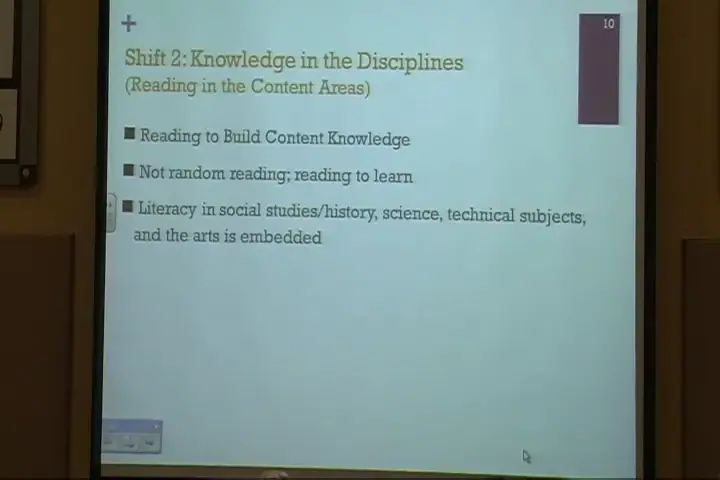 +
10
Shift 2: Knowledge in the Disciplines
(Reading in the Content Areas)
Reading to Build Content Knowledge
Not random reading; reading to learn
Literacy in social studies/history, science, technical subjects,
and the arts is embedded